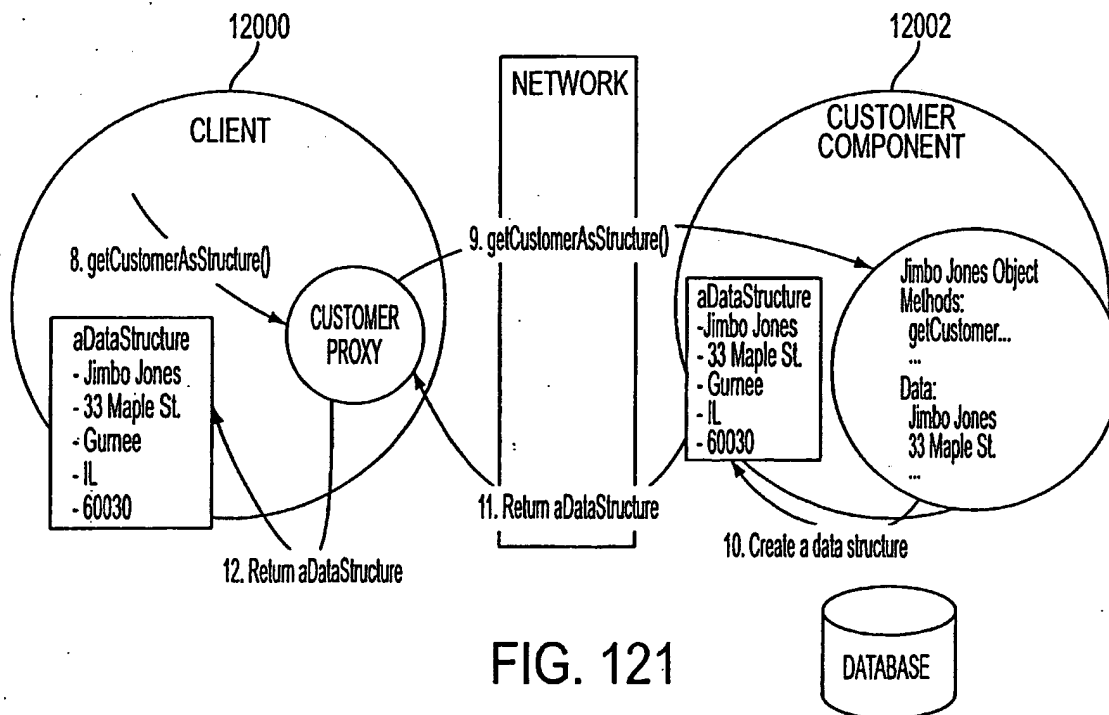 12000
12002
CLIENT
NETWORK
CUSTOMER
COMPONENT
8. getCustomerAsStructure()
9. getCustomerAsStructure()
CUSTOMER
PROXY
aDataStructure
- Jimbo Jones
- 33 Maple St.
- Gurnee
- IL
- 60030
aDataStructure
-Jimbo Jones
- 33 Maple St.
- Gurnee
- IL
- 60030
Jimbo Jones Object
Methods:
getCustomer...
...
Data:
Jimbo Jones
33 Maple St.
...
11. Return aDataStructure
10. Create a data structure
12. Return aDataStructure
FIG. 121
DATABASE